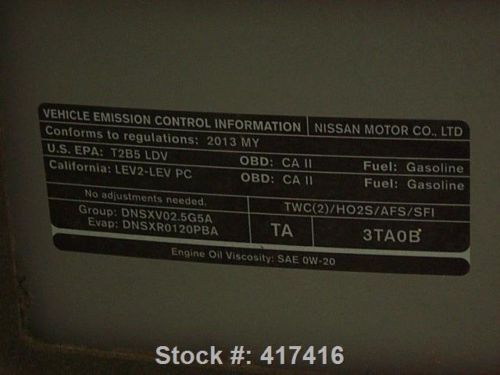 VEHICLE EMISSION CONTROL INFORMATION NISSAN MOTOR CO., LTD
Conforms to regulations: 2013 MY
U.S. EPA: T2B5 LDV OBD: CA II Fuel: Gasoline
California: LEV2-LEV PC OBD: CA II Fuel: Gasoline
No adjustments needed. TWC(2)/HO2S/AFS/SFI
Group: DNSXV02.5G5A
Evap: DNSXR0120PBA
TA 3TA0B
Engine Oil Viscosity: SAE 0W-20
Stock #: 417416